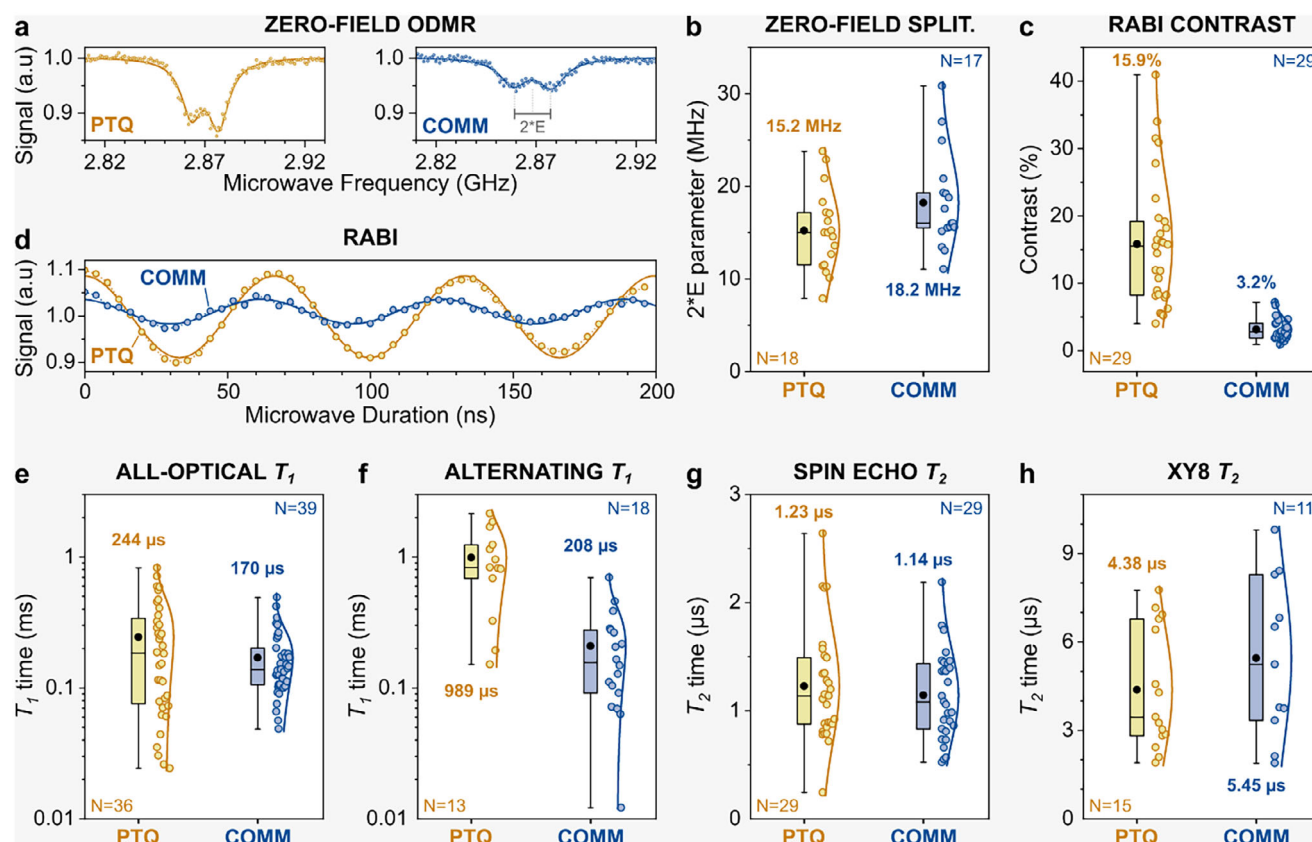 a
ZERO-FIELD ODMR
Signal (a.u)
1.0
0.9
PTQ
2.82
2.87
2.92
1.0
0.9
COMM
2*E
2.82
2.87
2.92
Microwave Frequency (GHz)
b
ZERO-FIELD SPLIT.
2*E parameter (MHz)
30
20
10
0
N=17
15.2 MHz
18.2 MHz
N=18
PTQ
COMM
c
RABI CONTRAST
Contrast (%)
40
30
20
10
0
15.9%
N=29
3.2%
N=29
PTQ
COMM
d
RABI
Signal (a.u)
1.1
1.0
0.9
COMM
PTQ
0
50
100
150
200
Microwave Duration (ns)
e
ALL-OPTICAL T1
T1 time (ms)
1
0.1
0.01
N=39
244 µs
170 µs
N=36
PTQ
COMM
f
ALTERNATING T1
T1 time (ms)
1
0.1
0.01
N=18
208 µs
989 µs
N=13
PTQ
COMM
g
SPIN ECHO T2
T2 time (µs)
3
2
1
0
1.23 µs
N=29
1.14 µs
N=29
PTQ
COMM
h
XY8 T2
T2 time (µs)
9
6
3
0
N=11
4.38 µs
5.45 µs
N=15
PTQ
COMM